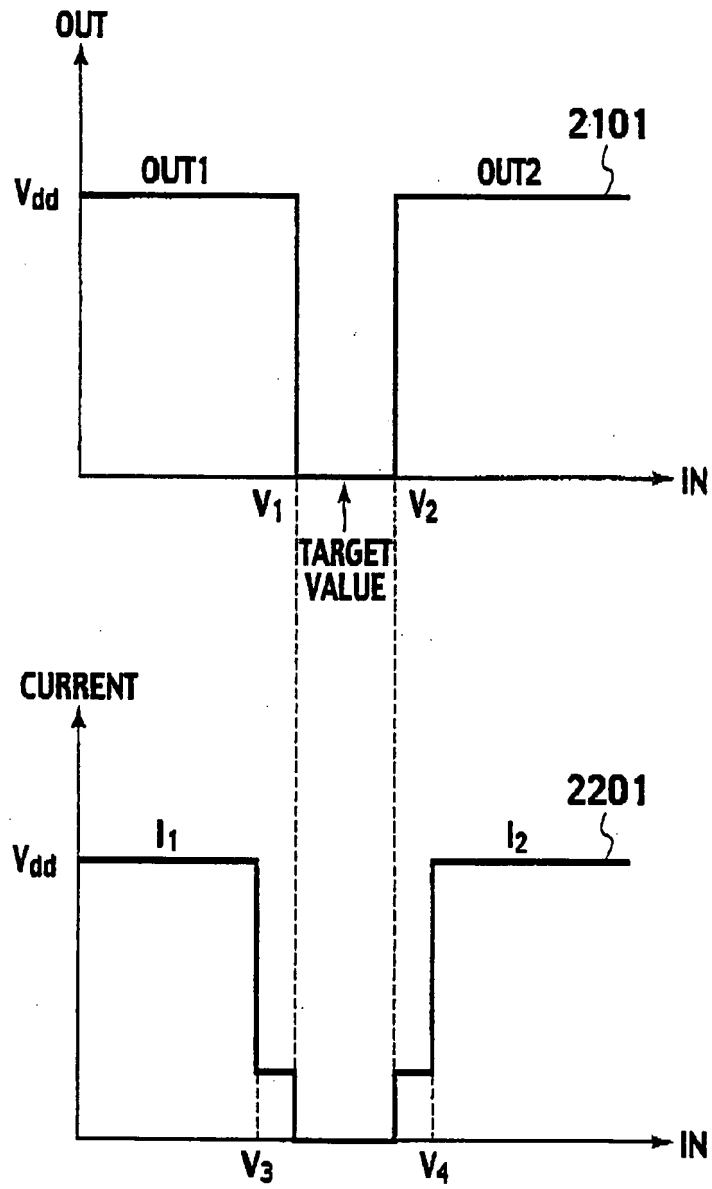 OUT
2101
OUT1 OUT2
Vdd
V1 V2 IN
TARGET
VALUE
CURRENT
2201
I1 I2
Vdd
V3 V4 IN